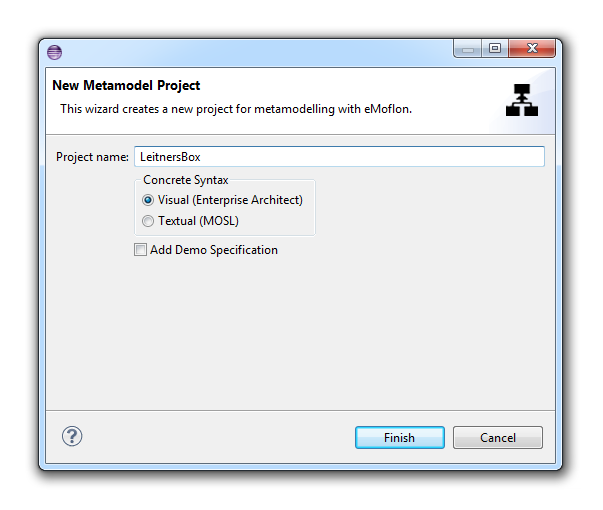 New Metamodel Project
This wizard creates a new project for metamodelling with eMoflon.
Project name: LeitnersBox
Concrete Syntax
Visual (Enterprise Architect)
Textual (MOSL)
Add Demo Specification
?
Finish Cancel